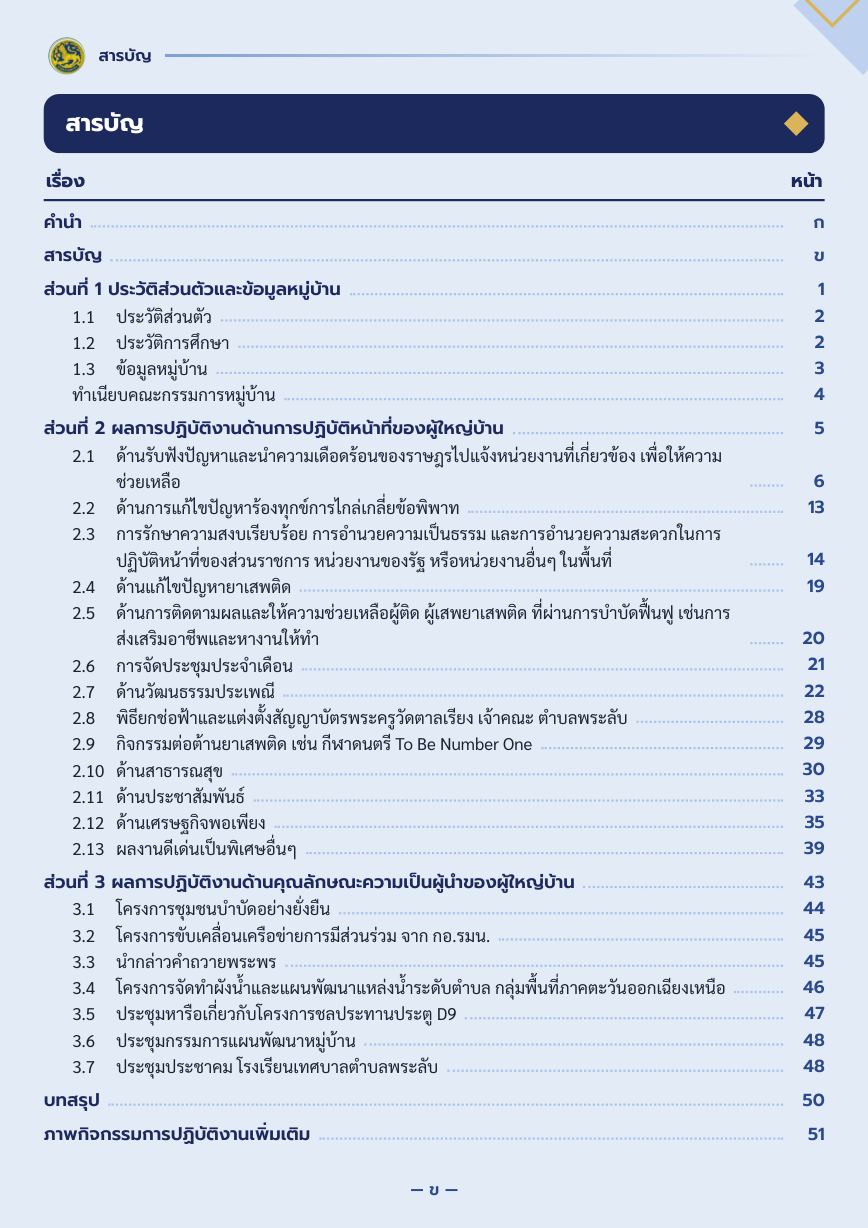 สารบัญ
สารบัญ
เรื่อง หน้า
คำนำ ก
สารบัญ ข
ส่วนที่ 1 ประวัติส่วนตัวและข้อมูลหมู่บ้าน 1
1.1 ประวัติส่วนตัว 2
1.2 ประวัติการศึกษา 2
1.3 ข้อมูลหมู่บ้าน 3
ทำเนียบคณะกรรมการหมู่บ้าน 4
ส่วนที่ 2 ผลการปฏิบัติงานด้านการปฏิบัติหน้าที่ของผู้ใหญ่บ้าน 5
2.1 ด้านรับฟังปัญหาและนำความเดือดร้อนของราษฎรไปแจ้งหน่วยงานที่เกี่ยวข้อง เพื่อให้ความ
ช่วยเหลือ 6
2.2 ด้านการแก้ไขปัญหาร้องทุกข์การไกล่เกลี่ยข้อพิพาท 13
2.3 การรักษาความสงบเรียบร้อย การอำนวยความเป็นธรรม และการอำนวยความสะดวกในการ
ปฏิบัติหน้าที่ของส่วนราชการ หน่วยงานของรัฐ หรือหน่วยงานอื่นๆ ในพื้นที่ 14
2.4 ด้านแก้ไขปัญหายาเสพติด 19
2.5 ด้านการติดตามผลและให้ความช่วยเหลือผู้ติด ผู้เสพยาเสพติด ที่ผ่านการบำบัดฟื้นฟู เช่นการ
ส่งเสริมอาชีพและหางานให้ทำ 20
2.6 การจัดประชุมประจำเดือน 21
2.7 ด้านวัฒนธรรมประเพณี 22
2.8 พิธียกช่อฟ้าและแต่งตั้งสัญญาบัตรพระครูวัดตาลเรียง เจ้าคณะ ตำบลพระลับ 28
2.9 กิจกรรมต่อต้านยาเสพติด เช่น กีฬาดนตรี To Be Number One 29
2.10 ด้านสาธารณสุข 30
2.11 ด้านประชาสัมพันธ์ 33
2.12 ด้านเศรษฐกิจพอเพียง 35
2.13 ผลงานดีเด่นเป็นพิเศษอื่นๆ 39
ส่วนที่ 3 ผลการปฏิบัติงานด้านคุณลักษณะความเป็นผู้นำของผู้ใหญ่บ้าน 43
3.1 โครงการชุมชนบำบัดอย่างยั่งยืน 44
3.2 โครงการขับเคลื่อนเครือข่ายการมีส่วนร่วม จาก กอ.รมน. 45
3.3 นำกล่าวคำถวายพระพร 45
3.4 โครงการจัดทำผังน้ำและแผนพัฒนาแหล่งน้ำระดับตำบล กลุ่มพื้นที่ภาคตะวันออกเฉียงเหนือ 46
3.5 ประชุมหารือเกี่ยวกับโครงการชลประทานประตู D9 47
3.6 ประชุมกรรมการแผนพัฒนาหมู่บ้าน 48
3.7 ประชุมประชาคม โรงเรียนเทศบาลตำบลพระลับ 48
บทสรุป 50
ภาพกิจกรรมการปฏิบัติงานเพิ่มเติม 51
— ข —